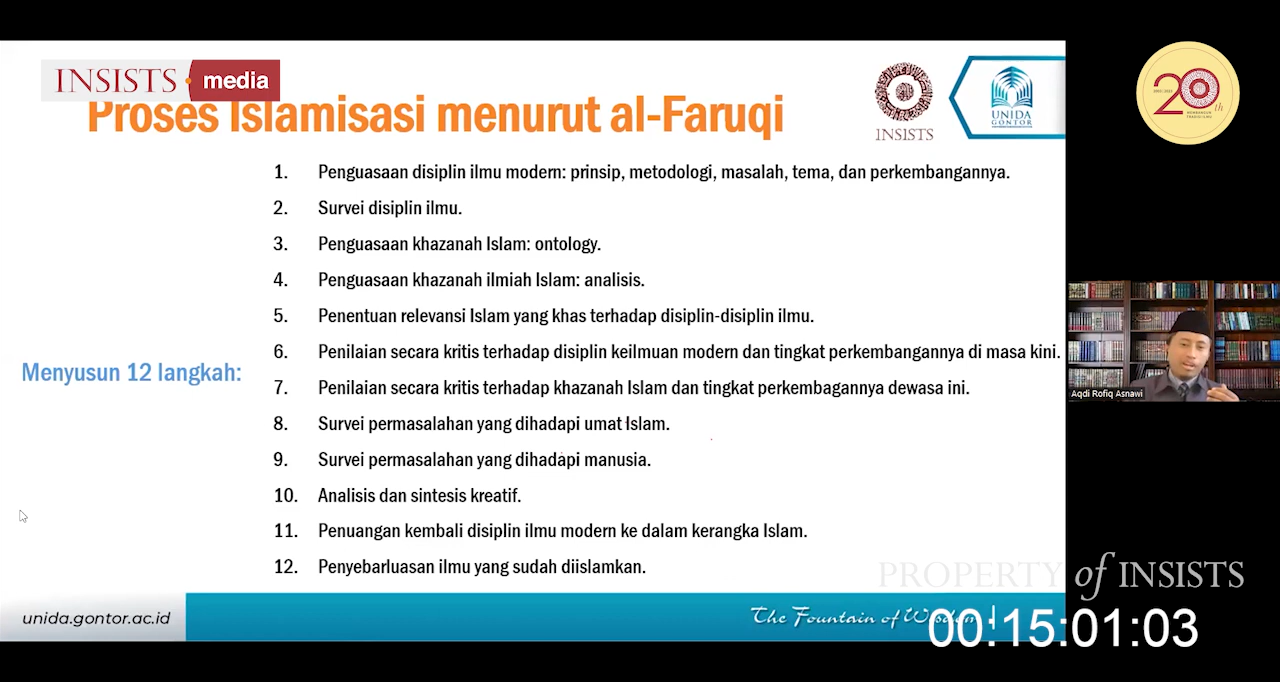 INSISTS media
Proses Islamisasi menurut al-Faruqi
INSISTS
UNIDA
GONTOR
20th
Menyusun 12 langkah:
1. Penguasaan disiplin ilmu modern: prinsip, metodologi, masalah, tema, dan perkembangannya.
2. Survei disiplin ilmu.
3. Penguasaan khazanah Islam: ontology.
4. Penguasaan khazanah ilmiah Islam: analisis.
5. Penentuan relevansi Islam yang khas terhadap disiplin-disiplin ilmu.
6. Penilaian secara kritis terhadap disiplin keilmuan modern dan tingkat perkembangannya di masa kini.
7. Penilaian secara kritis terhadap khazanah Islam dan tingkat perkembagannya dewasa ini.
8. Survei permasalahan yang dihadapi umat Islam.
9. Survei permasalahan yang dihadapi manusia.
10. Analisis dan sintesis kreatif.
11. Penuangan kembali disiplin ilmu modern ke dalam kerangka Islam.
12. Penyebarluasan ilmu yang sudah diislamkan.
Aqdi Rofiq Asnawi
PROPERTY of INSISTS
unida.gontor.ac.id
The Fountain of Wisdom
00:15:01:03